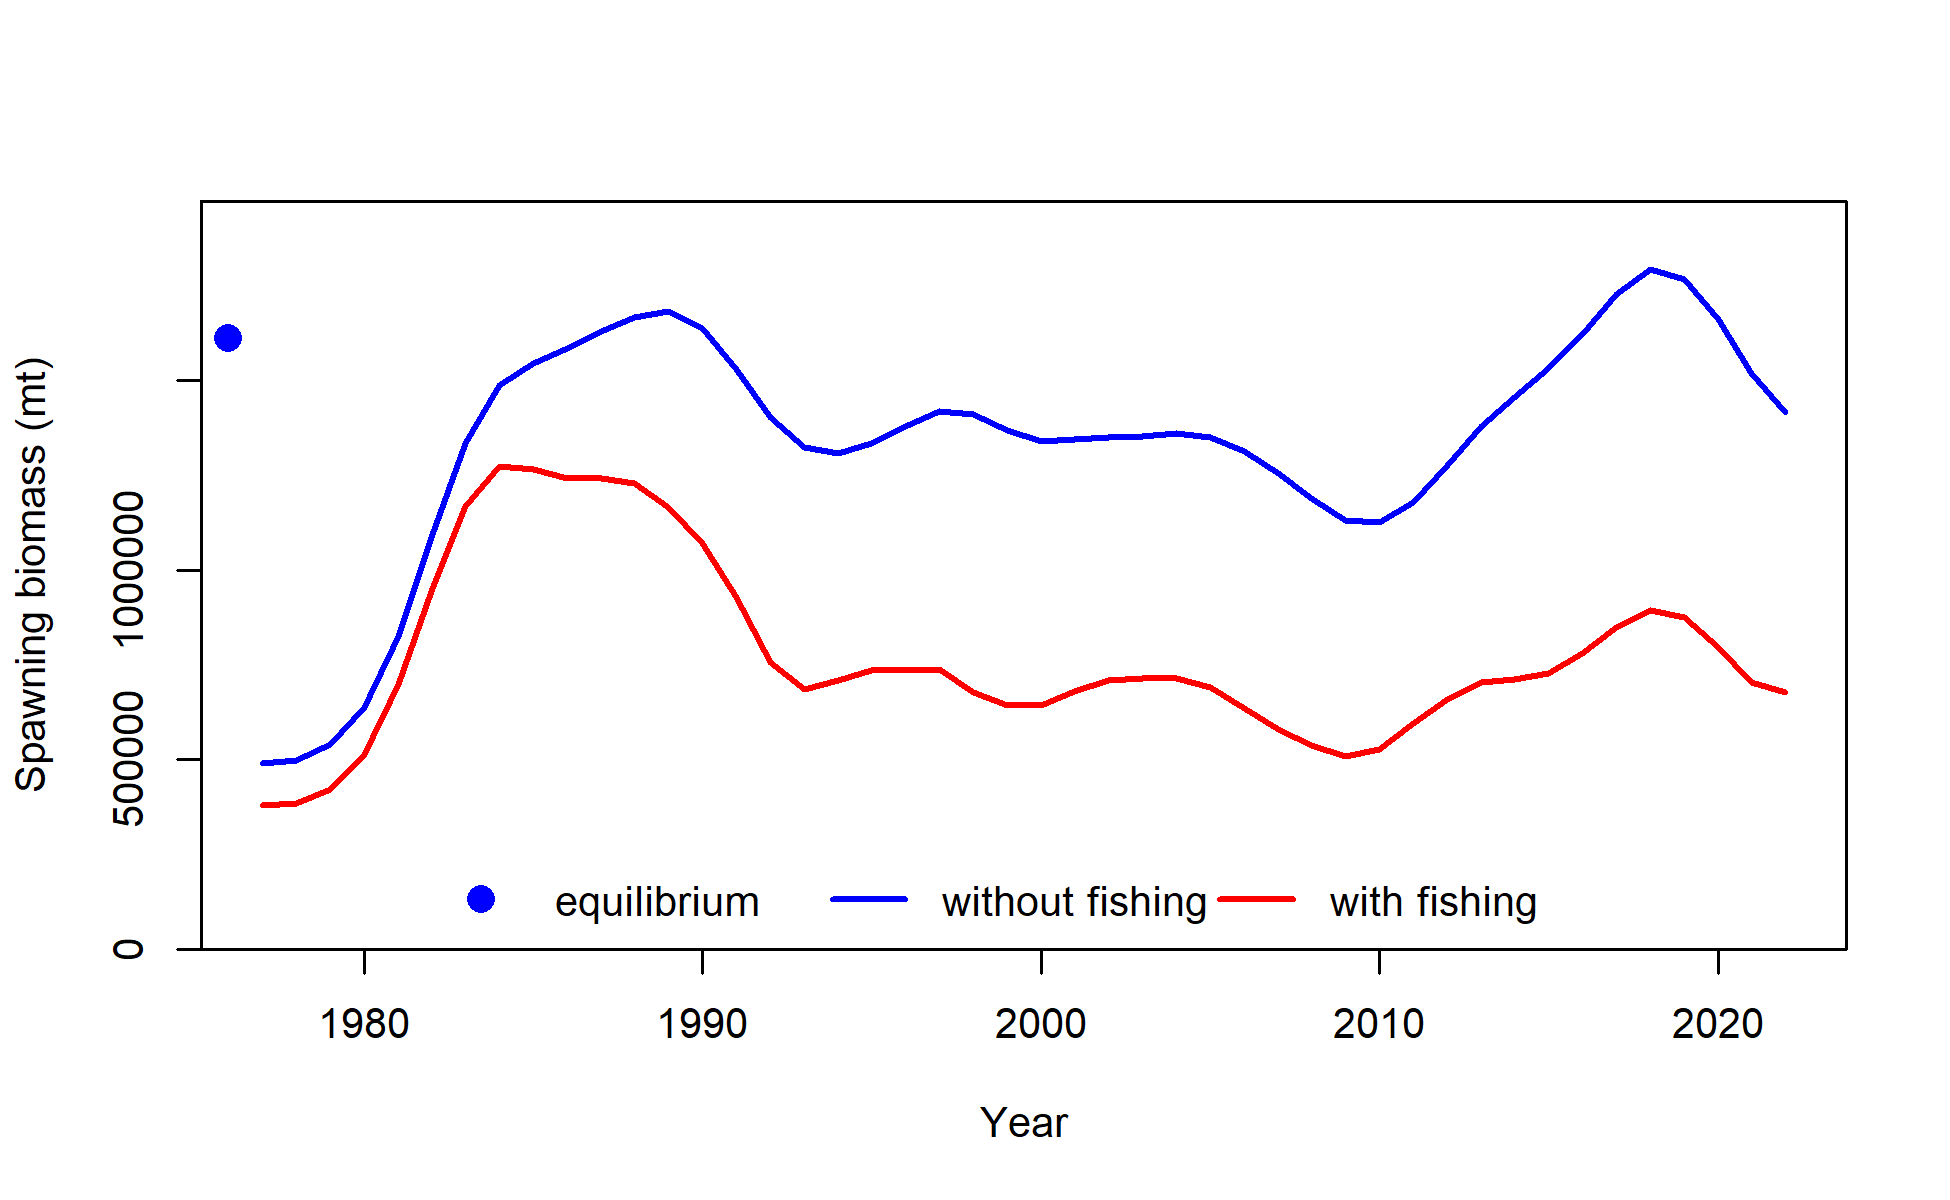 Spawning biomass (mt)
1000000
500000
0
equilibrium without fishing with fishing
1980 1990 2000 2010 2020
Year